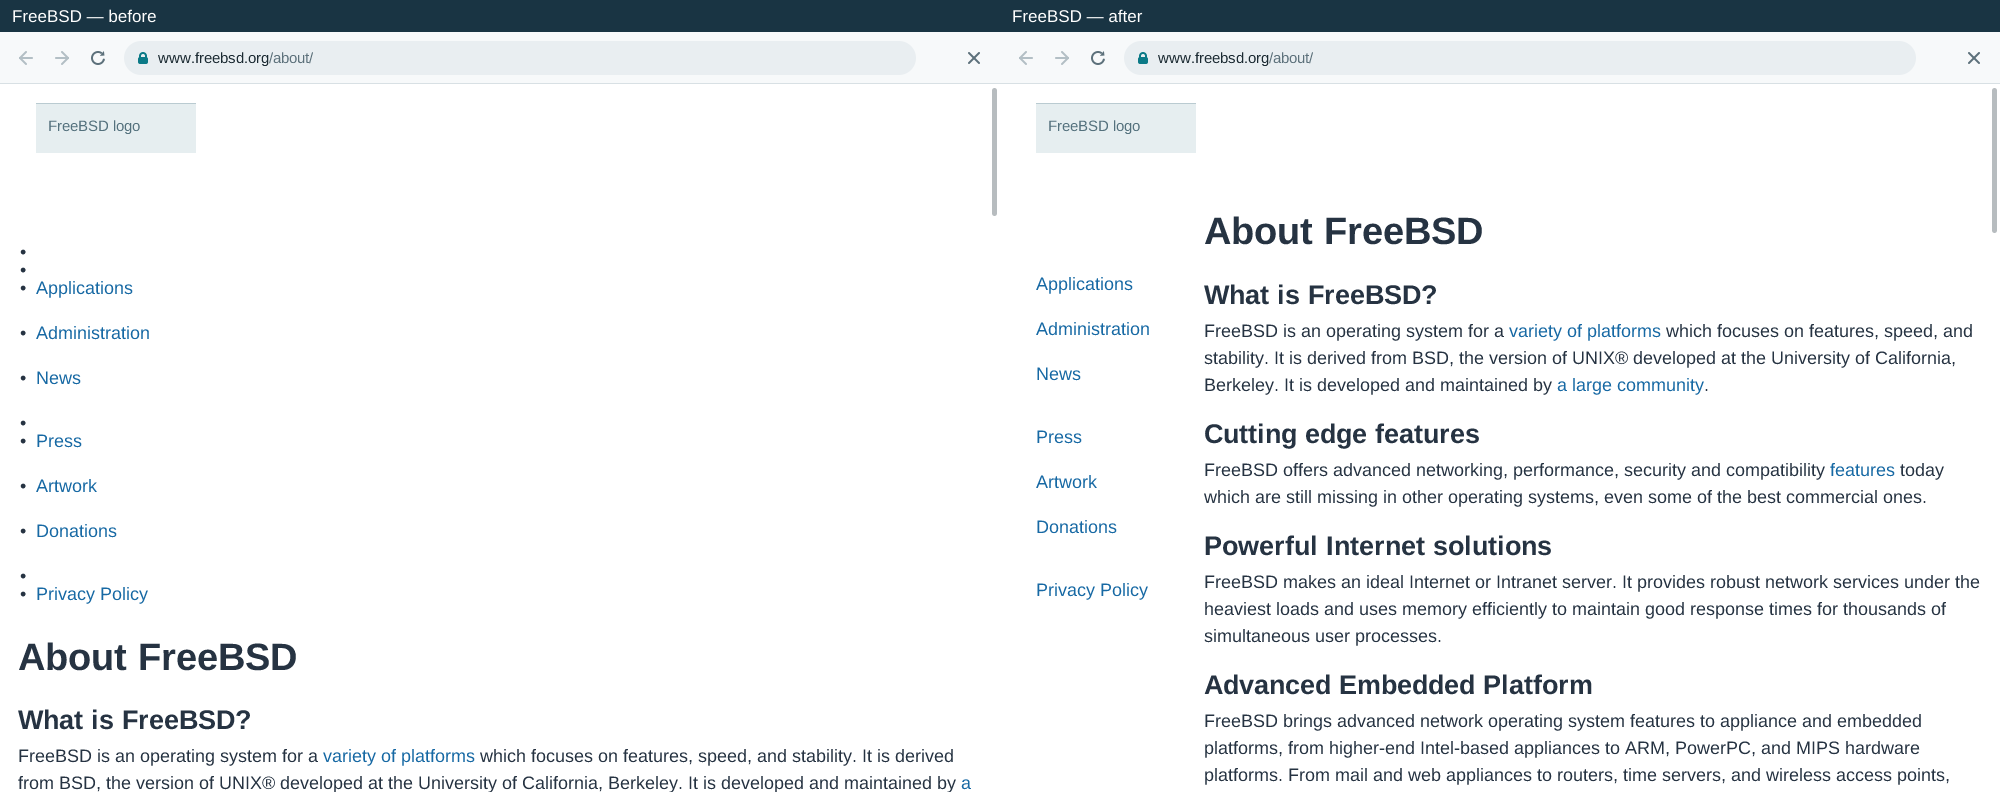 FreeBSD — before
www.freebsd.org/about/
FreeBSD logo
• 
• 
• Applications
• Administration
• News
• 
• Press
• Artwork
• Donations
• 
• Privacy Policy
About FreeBSD
What is FreeBSD?
FreeBSD is an operating system for a variety of platforms which focuses on features, speed, and stability. It is derived
from BSD, the version of UNIX® developed at the University of California, Berkeley. It is developed and maintained by a
FreeBSD — after
www.freebsd.org/about/
FreeBSD logo
Applications
Administration
News
Press
Artwork
Donations
Privacy Policy
About FreeBSD
What is FreeBSD?
FreeBSD is an operating system for a variety of platforms which focuses on features, speed, and
stability. It is derived from BSD, the version of UNIX® developed at the University of California,
Berkeley. It is developed and maintained by a large community.
Cutting edge features
FreeBSD offers advanced networking, performance, security and compatibility features today
which are still missing in other operating systems, even some of the best commercial ones.
Powerful Internet solutions
FreeBSD makes an ideal Internet or Intranet server. It provides robust network services under the
heaviest loads and uses memory efficiently to maintain good response times for thousands of
simultaneous user processes.
Advanced Embedded Platform
FreeBSD brings advanced network operating system features to appliance and embedded
platforms, from higher-end Intel-based appliances to ARM, PowerPC, and MIPS hardware
platforms. From mail and web appliances to routers, time servers, and wireless access points,